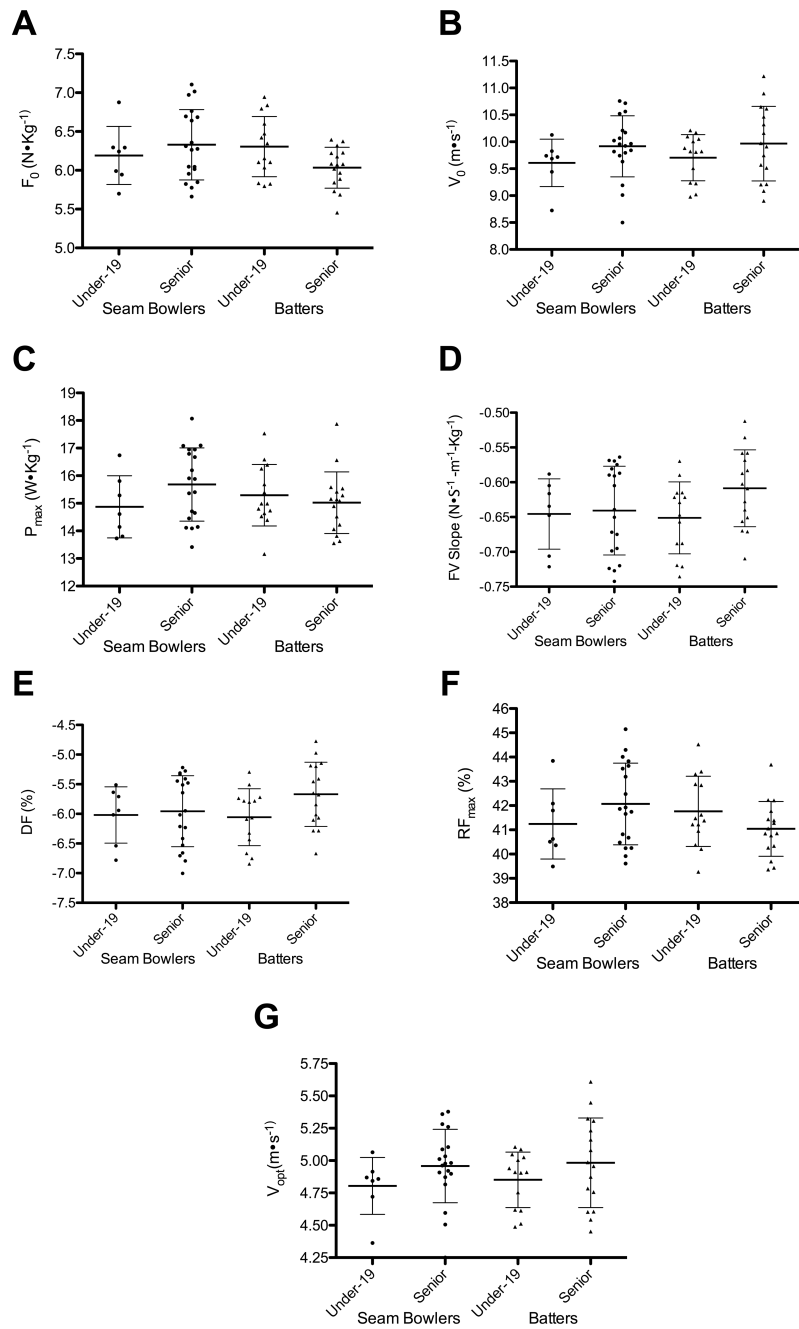 A
F0 (N•Kg-1)
7.5
7.0
6.5
6.0
5.5
5.0
Under-19
Senior
Under-19
Senior
Seam Bowlers
Batters
B
V0 (m•s-1)
11.5
11.0
10.5
10.0
9.5
9.0
8.5
8.0
Under-19
Senior
Under-19
Senior
Seam Bowlers
Batters
C
Pmax (W•Kg-1)
19
18
17
16
15
14
13
12
Under-19
Senior
Under-19
Senior
Seam Bowlers
Batters
D
FV Slope (N•S-1 -m-1-Kg-1)
-0.50
-0.55
-0.60
-0.65
-0.70
-0.75
Under-19
Senior
Under-19
Senior
Seam Bowlers
Batters
E
DF (%)
-4.5
-5.0
-5.5
-6.0
-6.5
-7.0
-7.5
Under-19
Senior
Under-19
Senior
Seam Bowlers
Batters
F
RFmax (%)
46
45
44
43
42
41
40
39
38
Under-19
Senior
Under-19
Senior
Seam Bowlers
Batters
G
Vopt(m•s-1)
5.75
5.50
5.25
5.00
4.75
4.50
4.25
Under-19
Senior
Under-19
Senior
Seam Bowlers
Batters